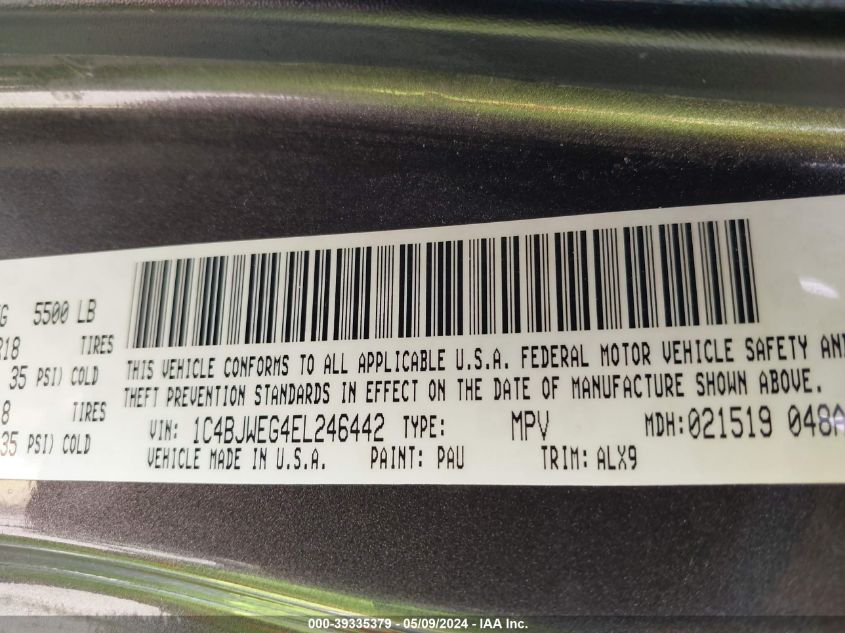 G 5500 LB
R18 TIRES
35 PSI) COLD
8 TIRES
35 PSI) COLD
THIS VEHICLE CONFORMS TO ALL APPLICABLE U.S.A. FEDERAL MOTOR VEHICLE SAFETY AND
THEFT PREVENTION STANDARDS IN EFFECT ON THE DATE OF MANUFACTURE SHOWN ABOVE.
VIN: 1C4BJWEG4EL246442 TYPE: MPV MDH:021519 048A
VEHICLE MADE IN U.S.A. PAINT: PAU TRIM: ALX9
000-39335379 - 05/09/2024 - IAA Inc.